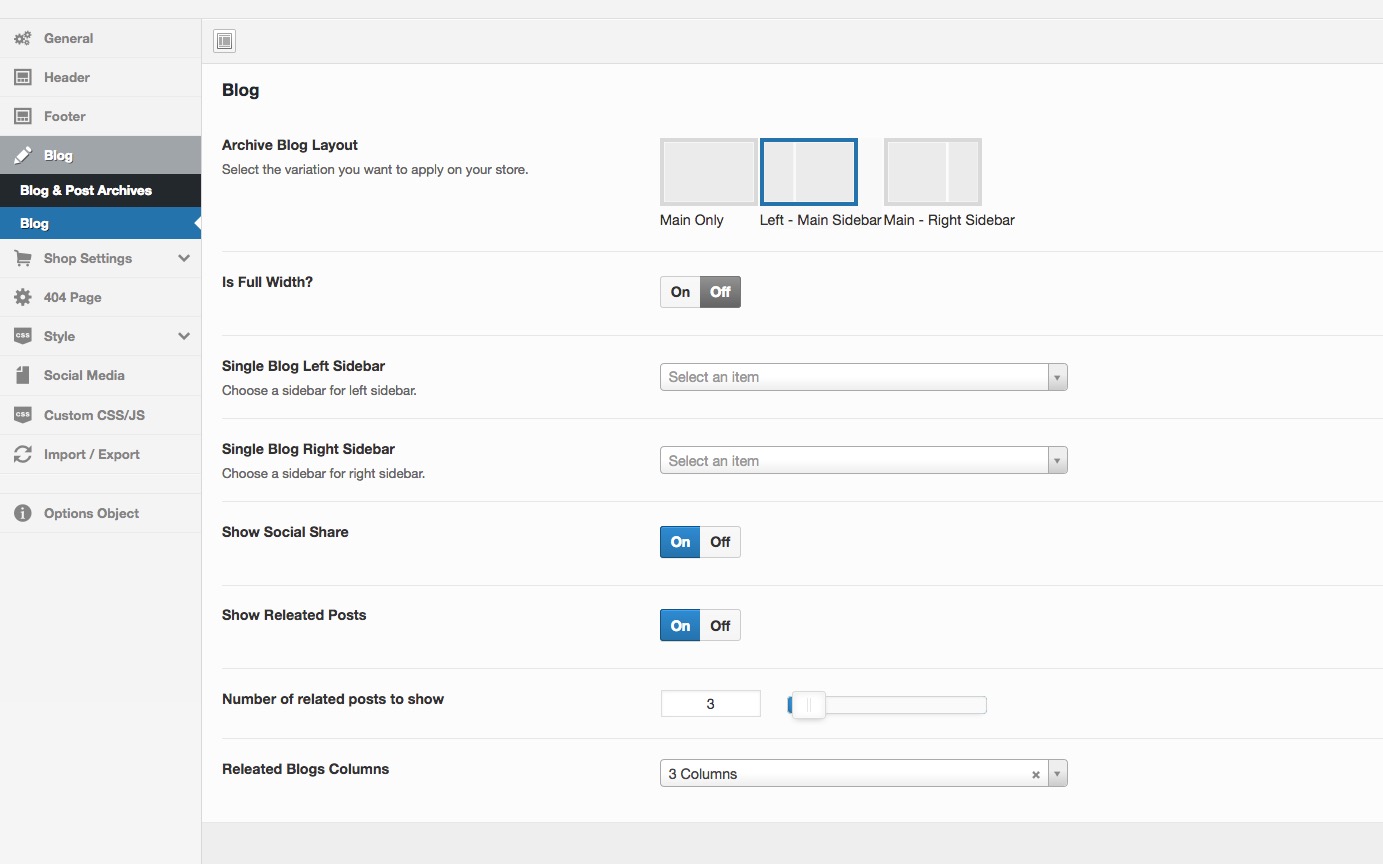 General
Header
Footer
Blog
Blog & Post Archives
Blog
Shop Settings
404 Page
css Style
Social Media
css Custom CSS/JS
Import / Export
Options Object
Blog
Archive Blog Layout
Select the variation you want to apply on your store.
Main Only Left - Main Sidebar Main - Right Sidebar
Is Full Width?
On Off
Single Blog Left Sidebar
Choose a sidebar for left sidebar.
Select an item
Single Blog Right Sidebar
Choose a sidebar for right sidebar.
Select an item
Show Social Share
On Off
Show Releated Posts
On Off
Number of related posts to show
3
Releated Blogs Columns
3 Columns ×